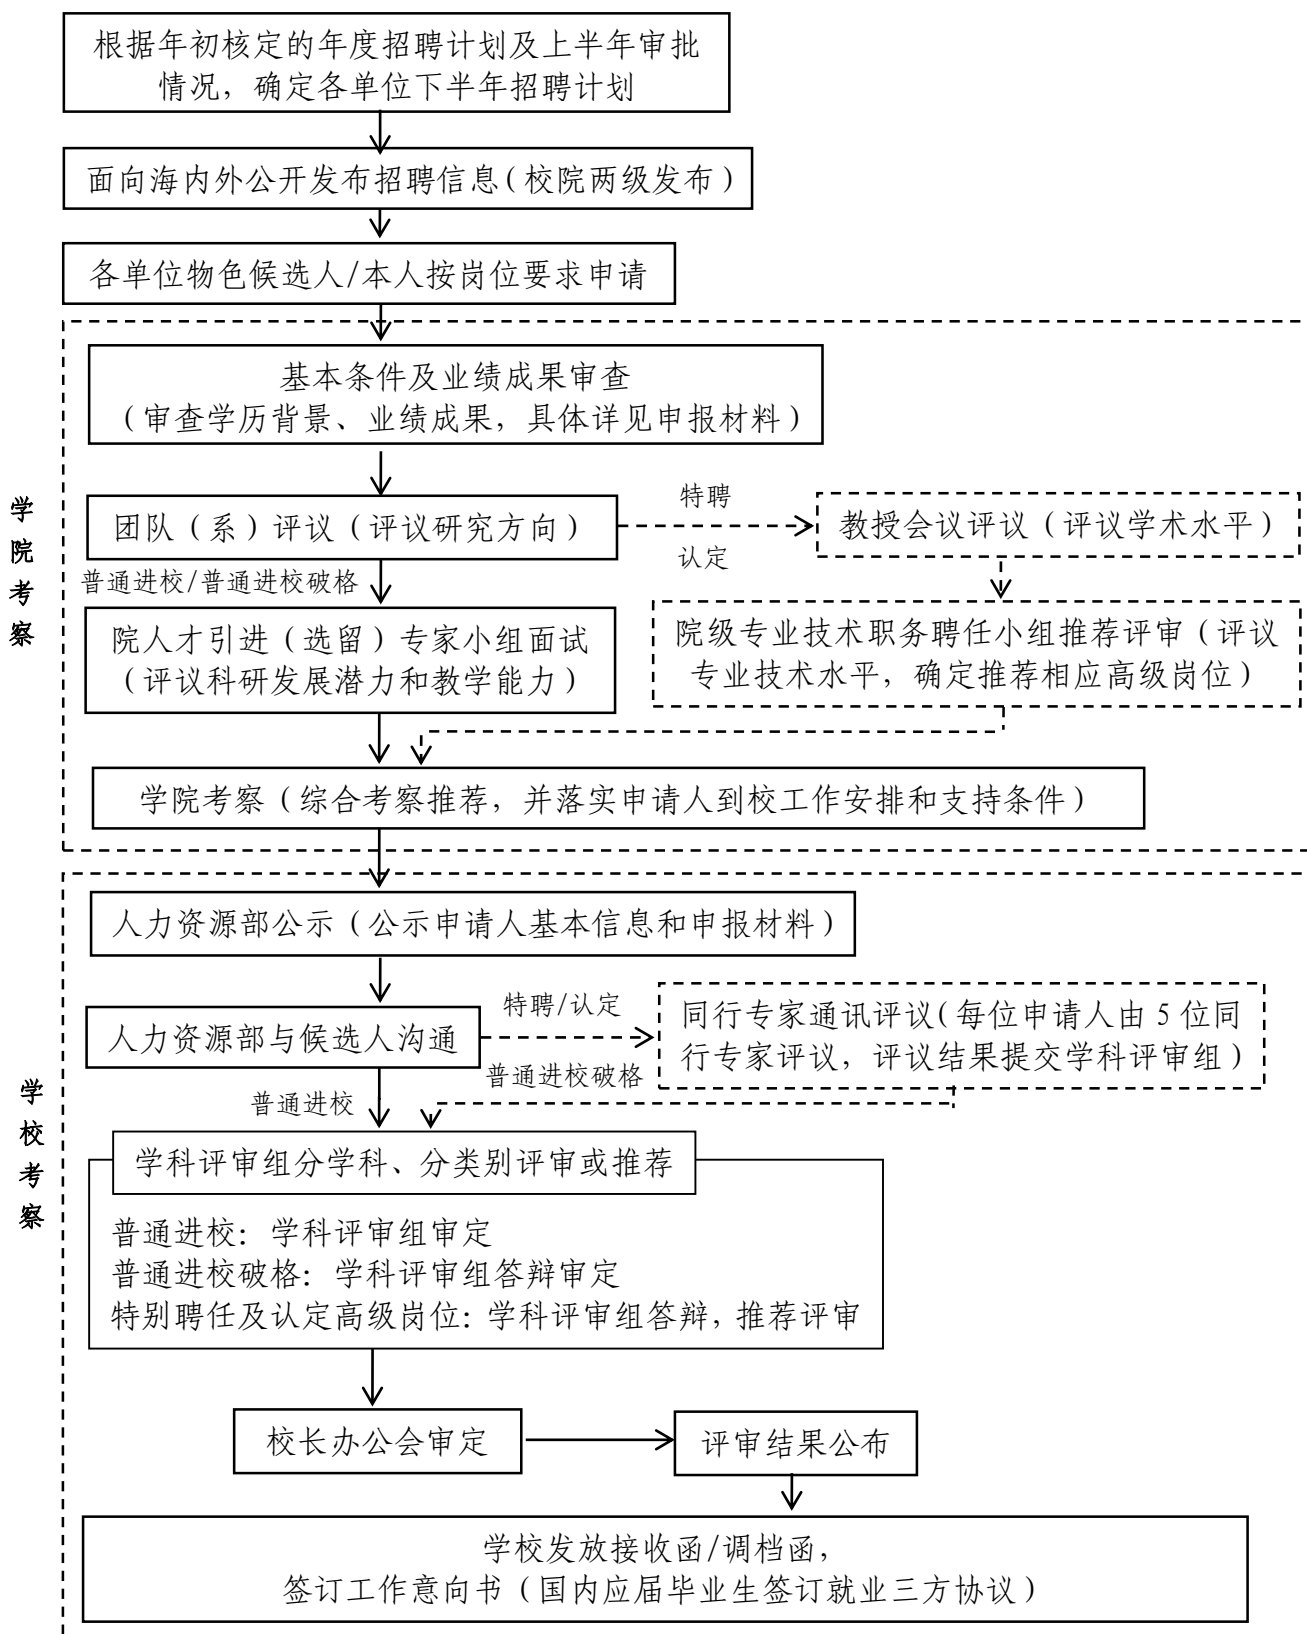 根据年初核定的年度招聘计划及上半年审批
情况，确定各单位下半年招聘计划
面向海内外公开发布招聘信息（校院两级发布）
各单位物色候选人/本人按岗位要求申请
学院考察
基本条件及业绩成果审查
（审查学历背景、业绩成果，具体详见申报材料）
团队（系）评议（评议研究方向）
特聘
认定
教授会议评议（评议学术水平）
普通进校/普通进校破格
院人才引进（选留）专家小组面试
（评议科研发展潜力和教学能力）
院级专业技术职务聘任小组推荐评审（评议
专业技术水平，确定推荐相应高级岗位）
学院考察（综合考察推荐，并落实申请人到校工作安排和支持条件）
学校考察
人力资源部公示（公示申请人基本信息和申报材料）
人力资源部与候选人沟通
特聘/认定
普通进校破格
同行专家通讯评议（每位申请人由 5 位同
行专家评议，评议结果提交学科评审组）
普通进校
学科评审组分学科、分类别评审或推荐
普通进校：学科评审组审定
普通进校破格：学科评审组答辩审定
特别聘任及认定高级岗位：学科评审组答辩，推荐评审
校长办公会审定
评审结果公布
学校发放接收函/调档函，
签订工作意向书（国内应届毕业生签订就业三方协议）